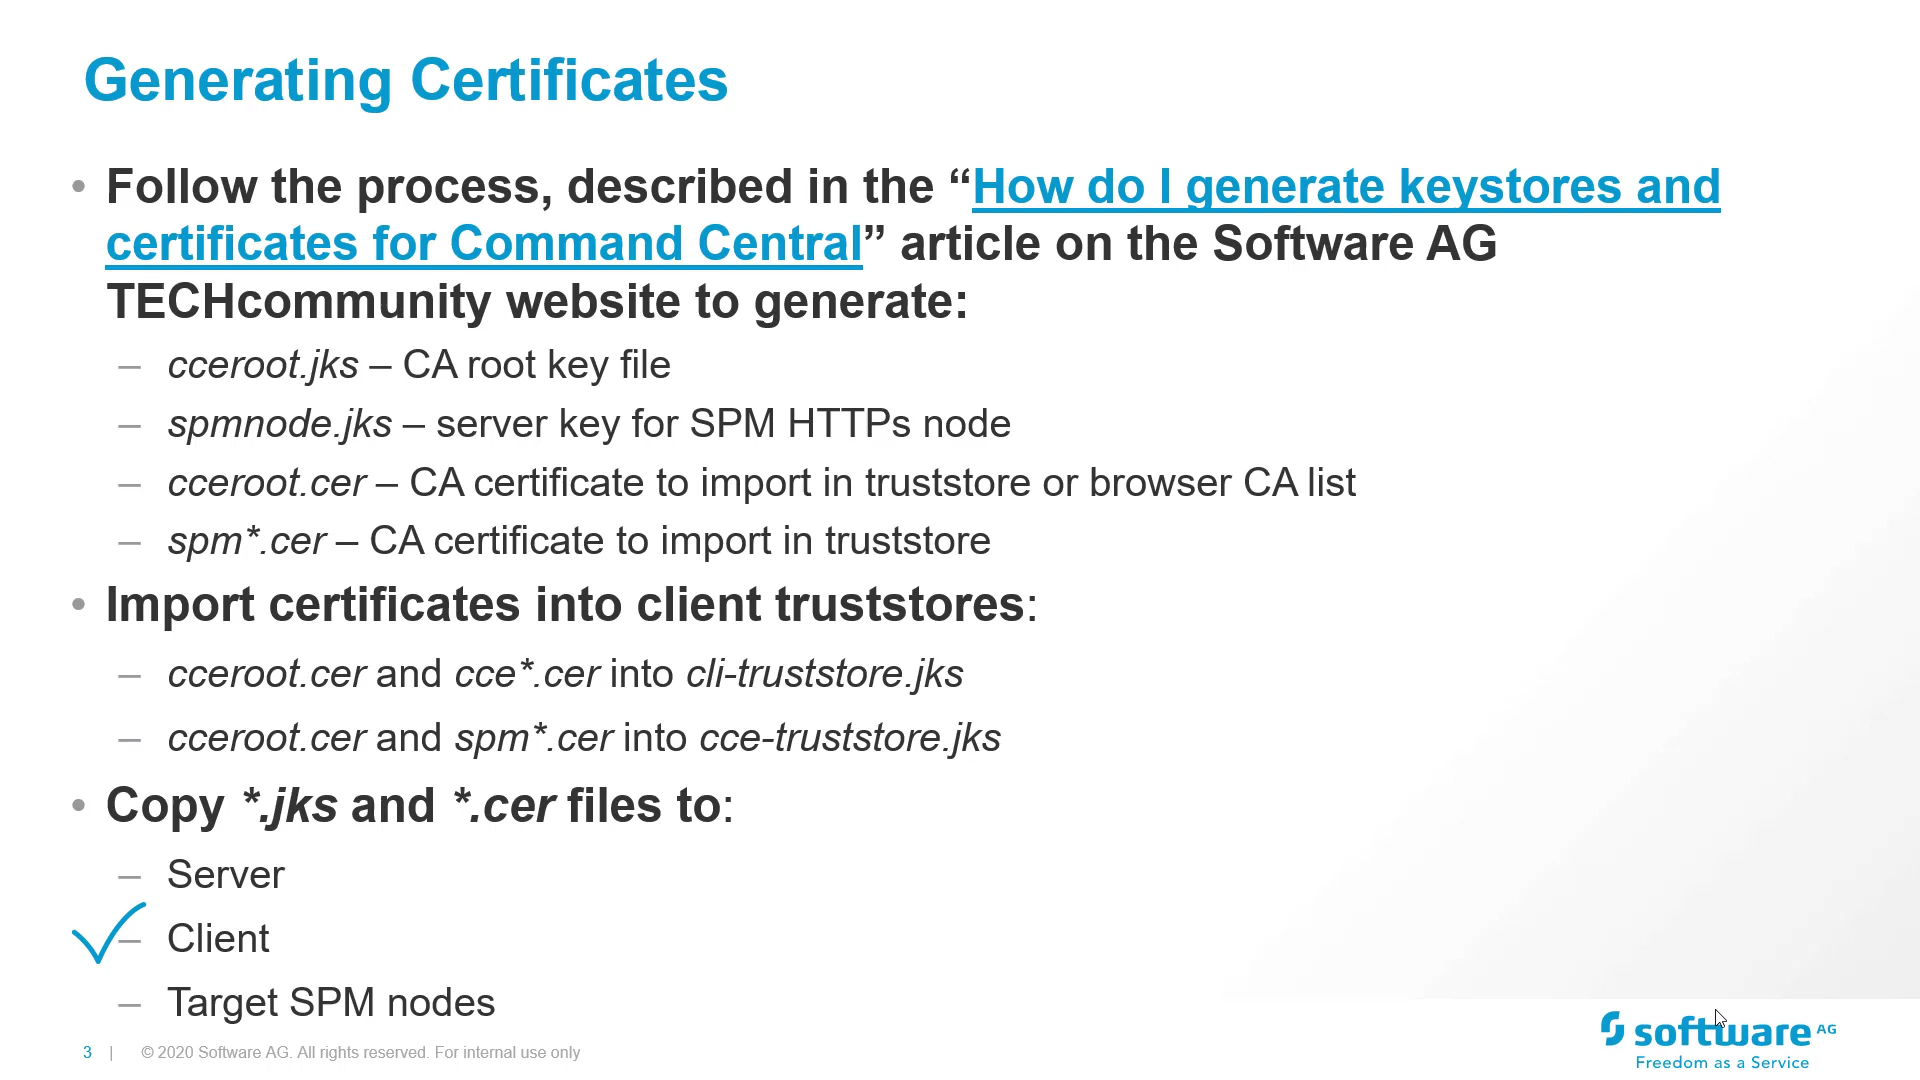 Generating Certificates
• Follow the process, described in the “How do I generate keystores and
certificates for Command Central” article on the Software AG
TECHcommunity website to generate:
– cceroot.jks – CA root key file
– spmnode.jks – server key for SPM HTTPs node
– cceroot.cer – CA certificate to import in truststore or browser CA list
– spm*.cer – CA certificate to import in truststore
• Import certificates into client truststores:
– cceroot.cer and cce*.cer into cli-truststore.jks
– cceroot.cer and spm*.cer into cce-truststore.jks
• Copy *.jks and *.cer files to:
– Server
– Client
– Target SPM nodes
3 | © 2020 Software AG. All rights reserved. For internal use only
software AG
Freedom as a Service